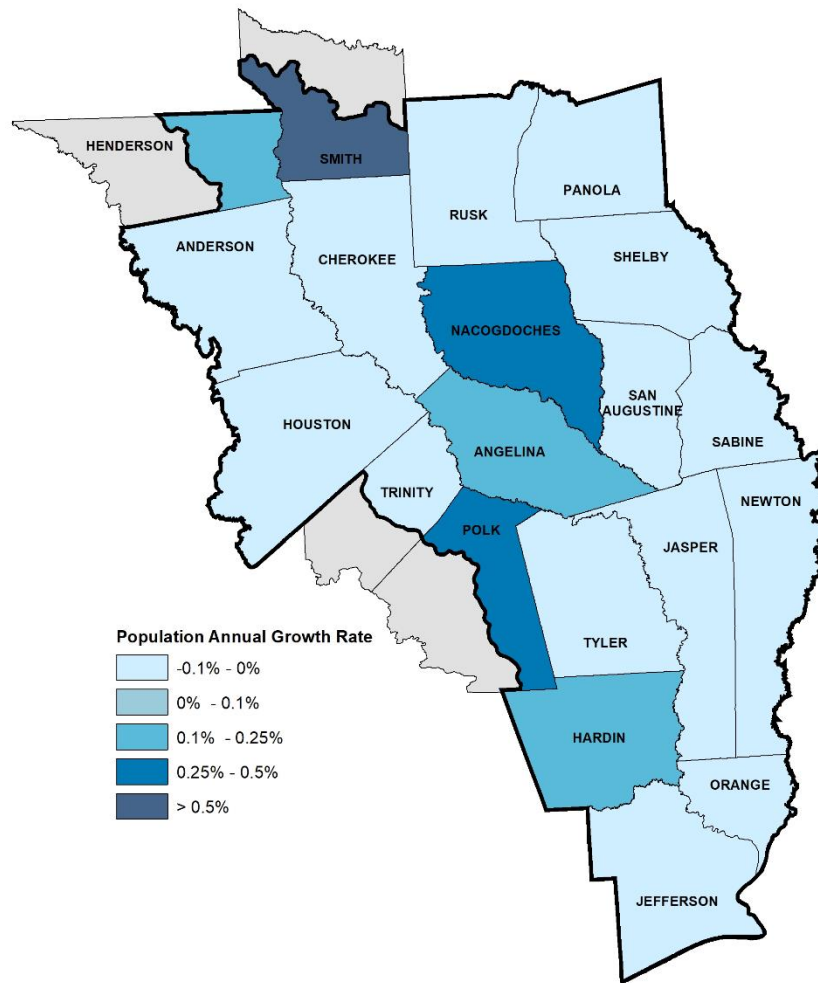 HENDERSON
SMITH
PANOLA
RUSK
ANDERSON
CHEROKEE
SHELBY
NACOGDOCHES
SAN
AUGUSTINE
HOUSTON
SABINE
ANGELINA
TRINITY
NEWTON
POLK
JASPER
TYLER
HARDIN
ORANGE
JEFFERSON
Population Annual Growth Rate
-0.1% - 0%
0% - 0.1%
0.1% - 0.25%
0.25% - 0.5%
> 0.5%